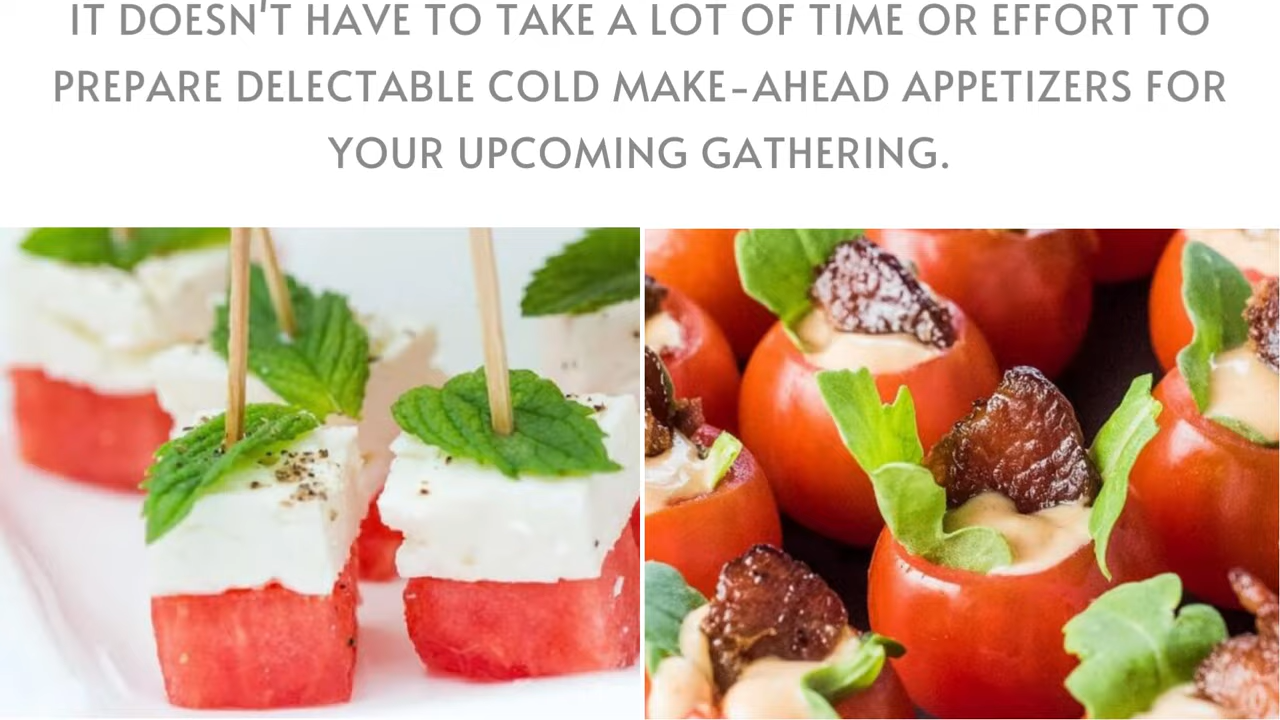 IT DOESN'T HAVE TO TAKE A LOT OF TIME OR EFFORT TO
PREPARE DELECTABLE COLD MAKE-AHEAD APPETIZERS FOR
YOUR UPCOMING GATHERING.